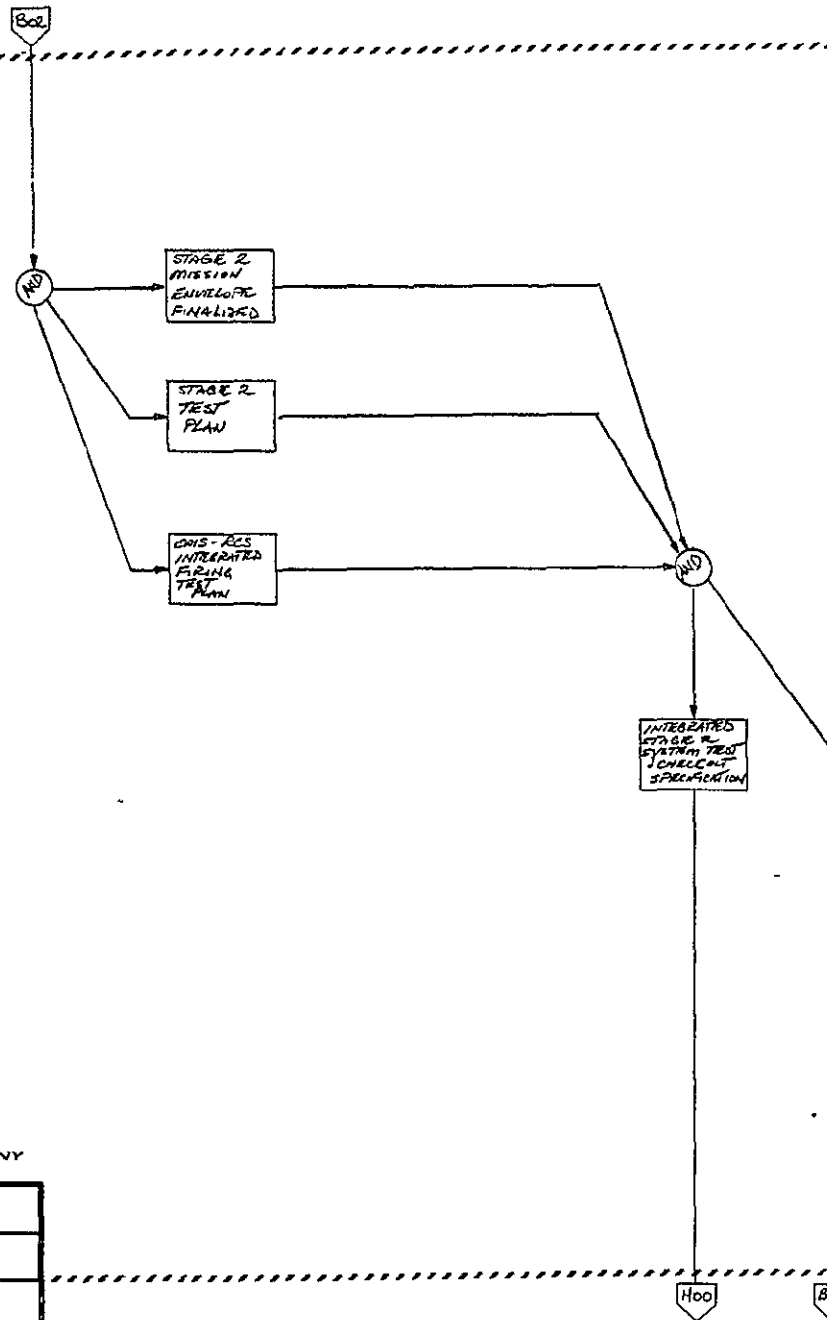 B02
AND
STAGE 2
MISSION
ENVELOPE
FINALIZED
STAGE 2
TEST
PLAN
OMS-RCS
INTEGRATED
FIRING
TEST
PLAN
AND
INTEGRATED
STAGE 2
SYSTEM TEST
& CHECKOUT
SPECIFICATION
NY
H00
B